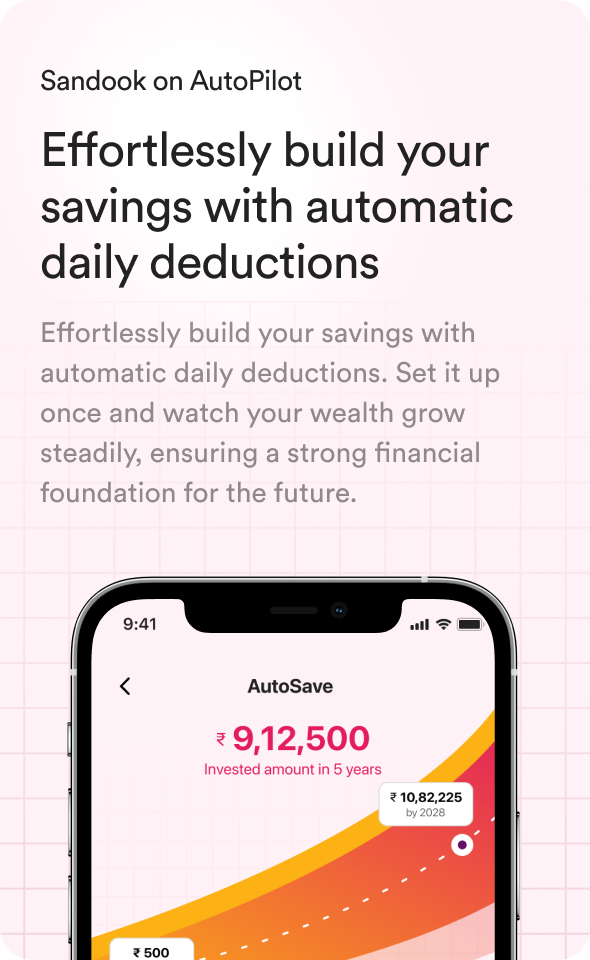 Sandook on AutoPilot
Effortlessly build your
savings with automatic
daily deductions
Effortlessly build your savings with
automatic daily deductions. Set it up
once and watch your wealth grow
steadily, ensuring a strong financial
foundation for the future.
9:41
AutoSave
₹ 9,12,500
Invested amount in 5 years
₹ 10,82,225
by 2028
₹ 500